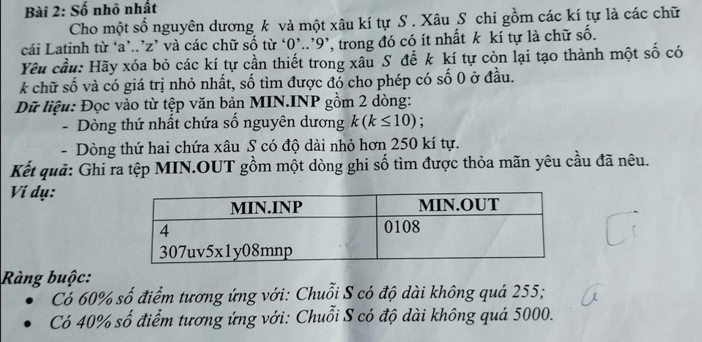 Bài 2: Số nhỏ nhất
Cho một số nguyên dương k và một xâu kí tự S. Xâu S chỉ gồm các kí tự là các chữ
cái Latinh từ ‘a’..’z’ và các chữ số từ ‘0’..’9’, trong đó có ít nhất k kí tự là chữ số.
Yêu cầu: Hãy xóa bỏ các kí tự cần thiết trong xâu S để k kí tự còn lại tạo thành một số có
k chữ số và có giá trị nhỏ nhất, số tìm được đó cho phép có số 0 ở đầu.
Dữ liệu: Đọc vào từ tệp văn bản MIN.INP gồm 2 dòng:
- Dòng thứ nhất chứa số nguyên dương k (k ≤ 10);
- Dòng thứ hai chứa xâu S có độ dài nhỏ hơn 250 kí tự.
Kết quả: Ghi ra tệp MIN.OUT gồm một dòng ghi số tìm được thỏa mãn yêu cầu đã nêu.
Ví dụ:
MIN.INP MIN.OUT
4 0108
307uv5x1y08mnp
Ràng buộc:
• Có 60% số điểm tương ứng với: Chuỗi S có độ dài không quá 255;
• Có 40% số điểm tương ứng với: Chuỗi S có độ dài không quá 5000.